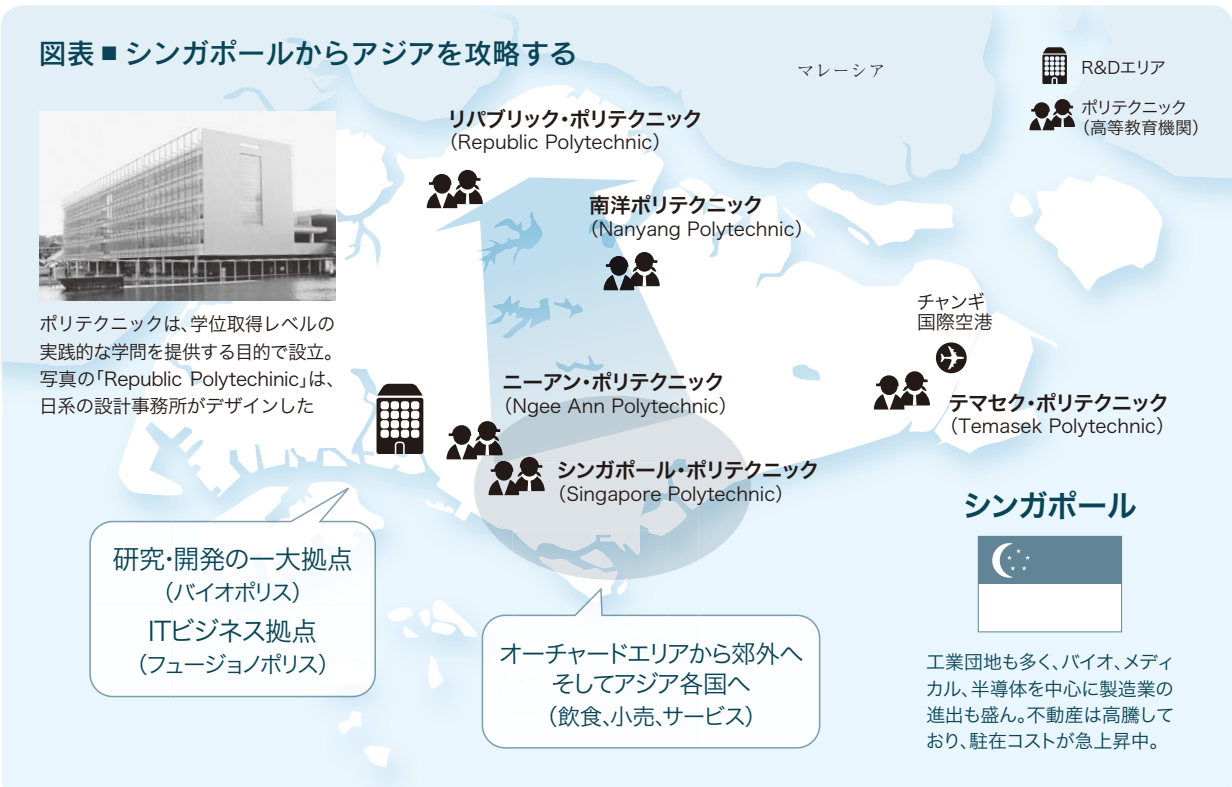 図表 ■ シンガポールからアジアを攻略する
マレーシア
R&Dエリア
ポリテクニック
（高等教育機関）
リパブリック・ポリテクニック
（Republic Polytechnic）
南洋ポリテクニック
（Nanyang Polytechnic）
ポリテクニックは、学位取得レベルの
実践的な学問を提供する目的で設立。
写真の「Republic Polytechinic」は、
日系の設計事務所がデザインした
チャンギ
国際空港
ニーアン・ポリテクニック
（Ngee Ann Polytechnic）
テマセク・ポリテクニック
（Temasek Polytechnic）
シンガポール・ポリテクニック
（Singapore Polytechnic）
研究・開発の一大拠点
（バイオポリス）
ITビジネス拠点
（フュージョノポリス）
オーチャードエリアから郊外へ
そしてアジア各国へ
（飲食、小売、サービス）
シンガポール
工業団地も多く、バイオ、メディ
カル、半導体を中心に製造業の
進出も盛ん。不動産は高騰して
おり、駐在コストが急上昇中。